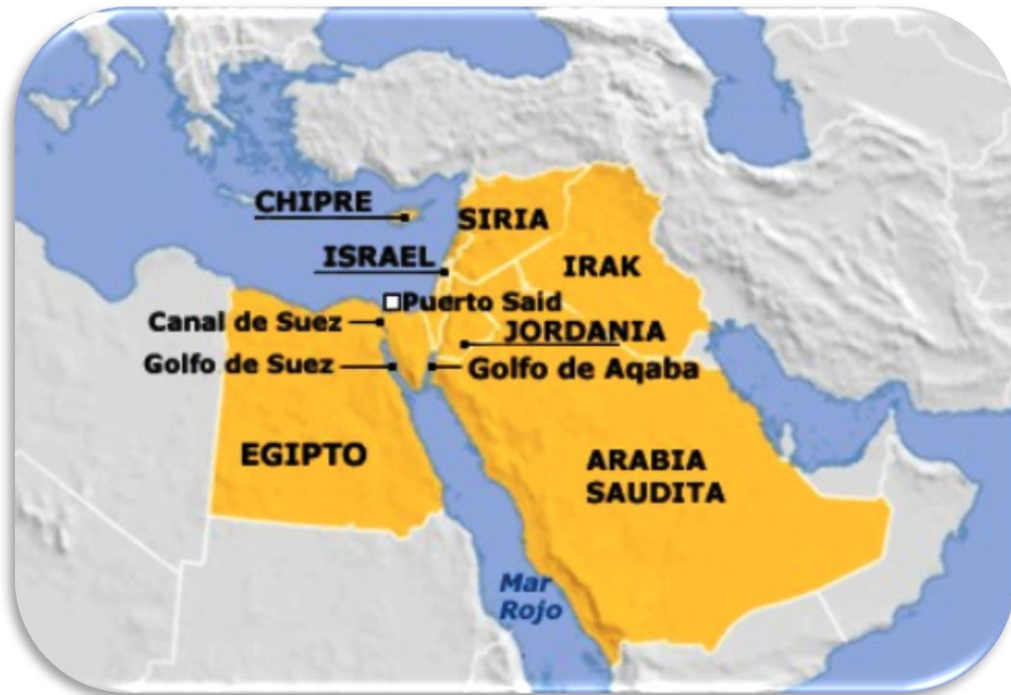 CHIPRE
SIRIA
ISRAEL
IRAK
Puerto Said
Canal de Suez
JORDANIA
Golfo de Suez
Golfo de Aqaba
EGIPTO
ARABIA
SAUDITA
Mar
Rojo